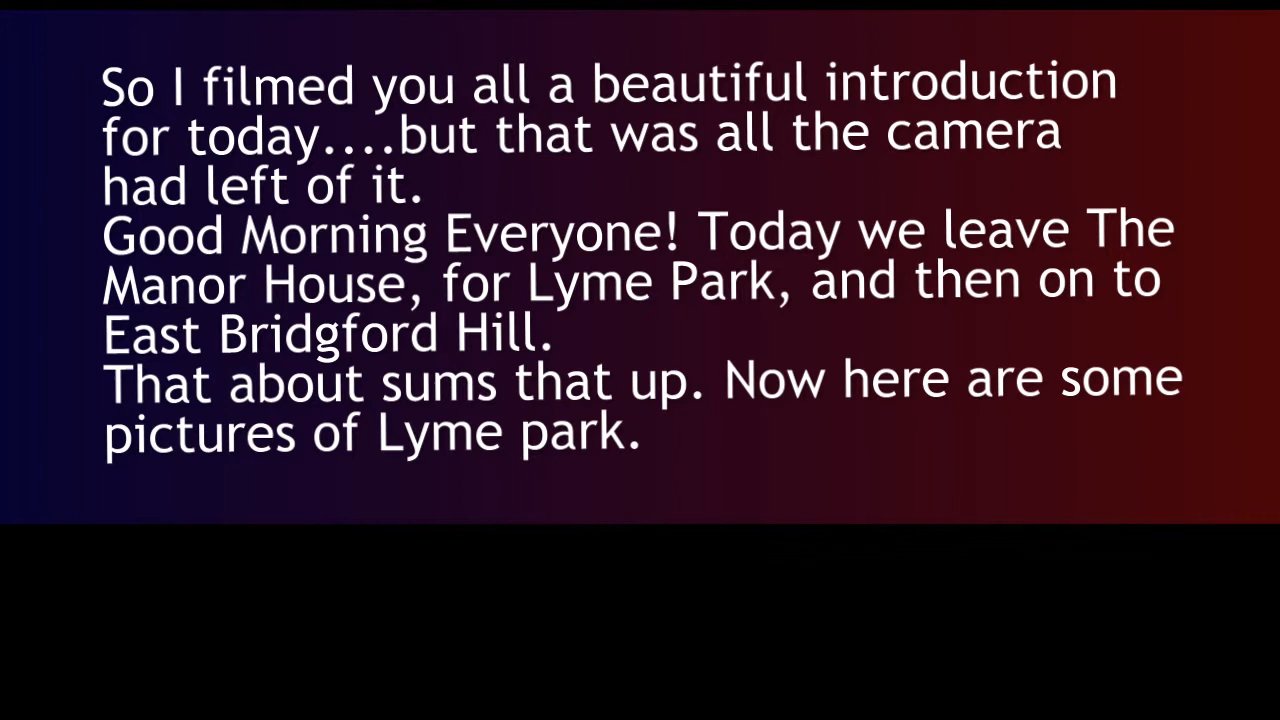 So I filmed you all a beautiful introduction
for today....but that was all the camera
had left of it.
Good Morning Everyone! Today we leave The
Manor House, for Lyme Park, and then on to
East Bridgford Hill.
That about sums that up. Now here are some
pictures of Lyme park.